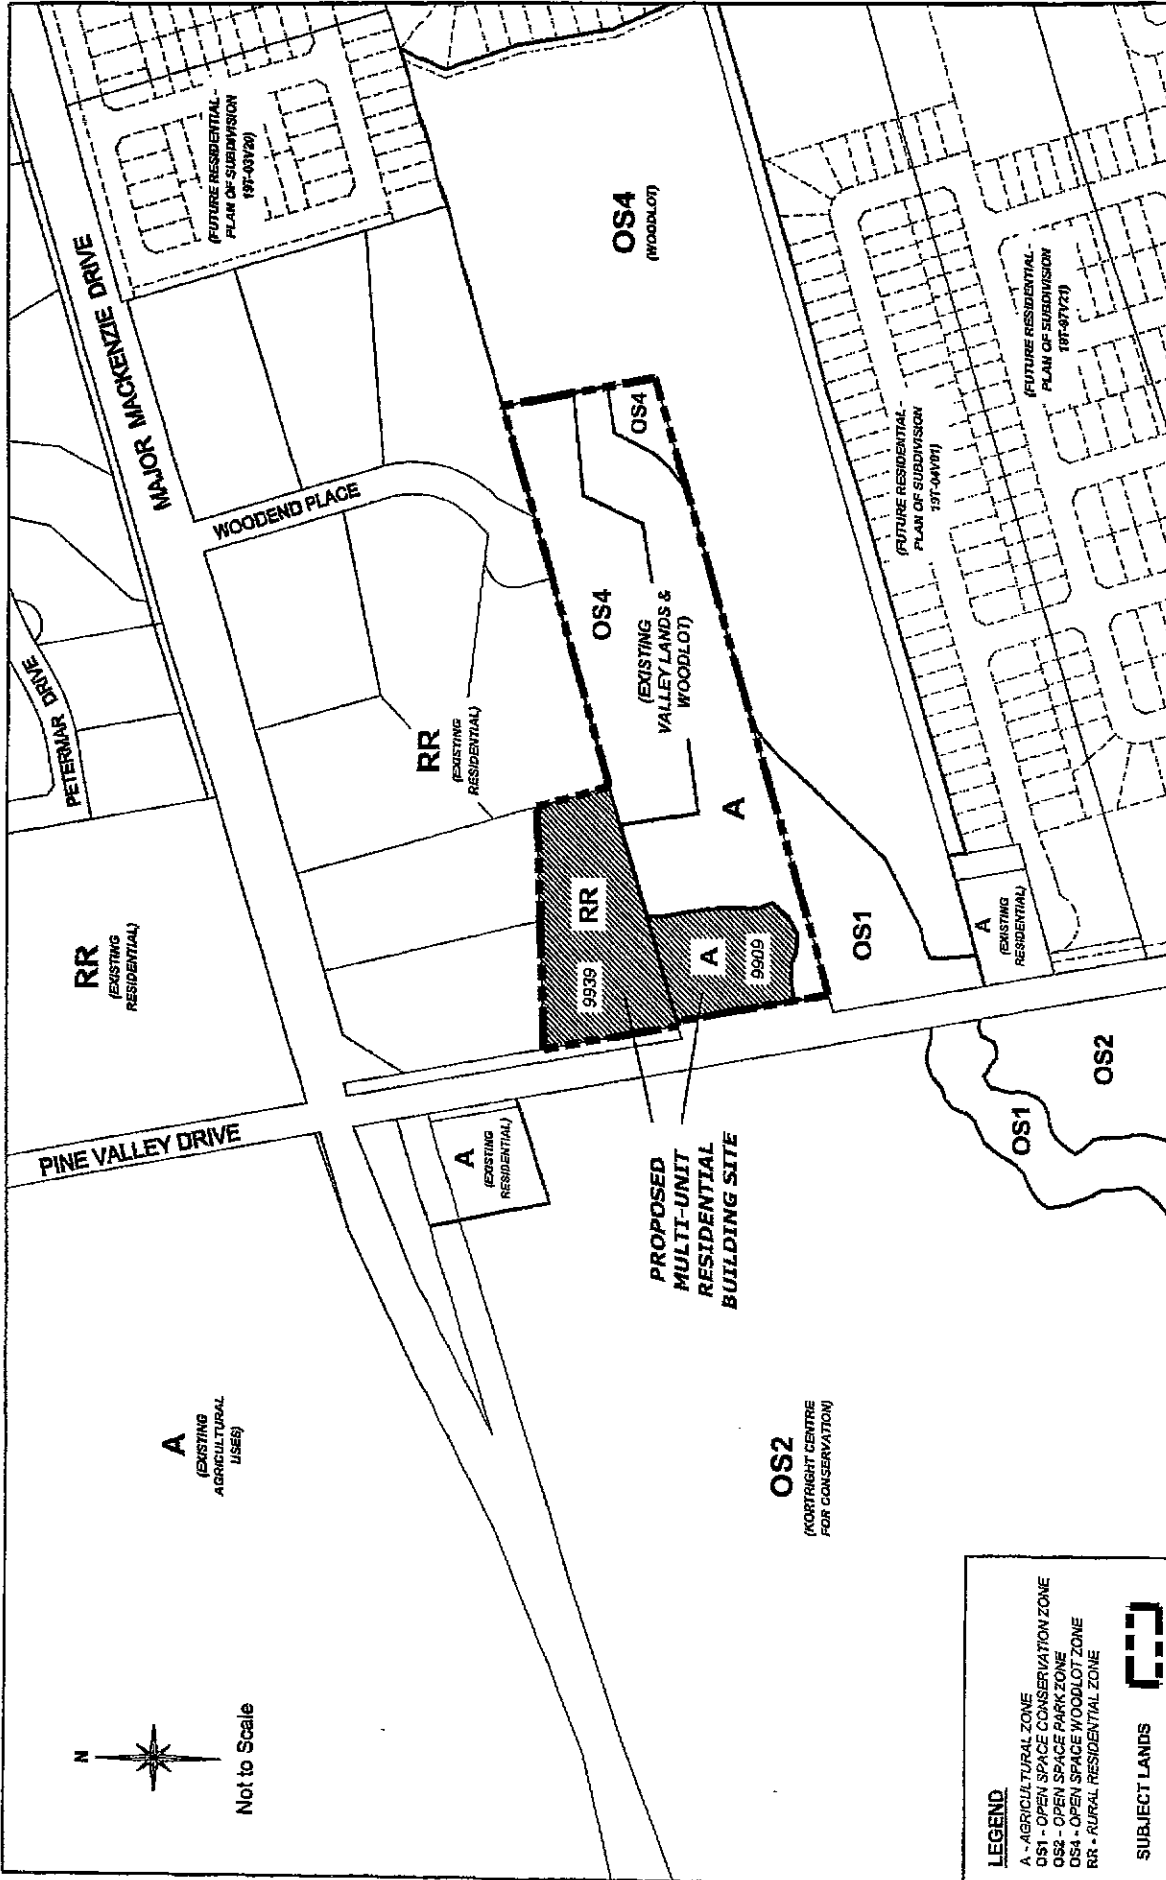 N
Not to Scale
A
(EXISTING
AGRICULTURAL
USES)
PINE VALLEY DRIVE
RR
(EXISTING
RESIDENTIAL)
PETERMAR DRIVE
MAJOR MACKENZIE DRIVE
(FUTURE RESIDENTIAL -
PLAN OF SUBDIVISION
19T-03V20)
WOODEND PLACE
RR
(EXISTING
RESIDENTIAL)
A
(EXISTING
RESIDENTIAL)
9939
RR
OS4
(EXISTING
VALLEY LANDS &
WOODLOT)
OS4
OS4
(WOODLOT)
A
9909
A
PROPOSED
MULTI-UNIT
RESIDENTIAL
BUILDING SITE
OS2
(KORTRIGHT CENTRE
FOR CONSERVATION)
OS1
A
(EXISTING
RESIDENTIAL)
OS1
OS2
(FUTURE RESIDENTIAL -
PLAN OF SUBDIVISION
19T-04V01)
(FUTURE RESIDENTIAL -
PLAN OF SUBDIVISION
19T-97V21)
LEGEND
A - AGRICULTURAL ZONE
OS1 - OPEN SPACE CONSERVATION ZONE
OS2 - OPEN SPACE PARK ZONE
OS4 - OPEN SPACE WOODLOT ZONE
RR - RURAL RESIDENTIAL ZONE
SUBJECT LANDS